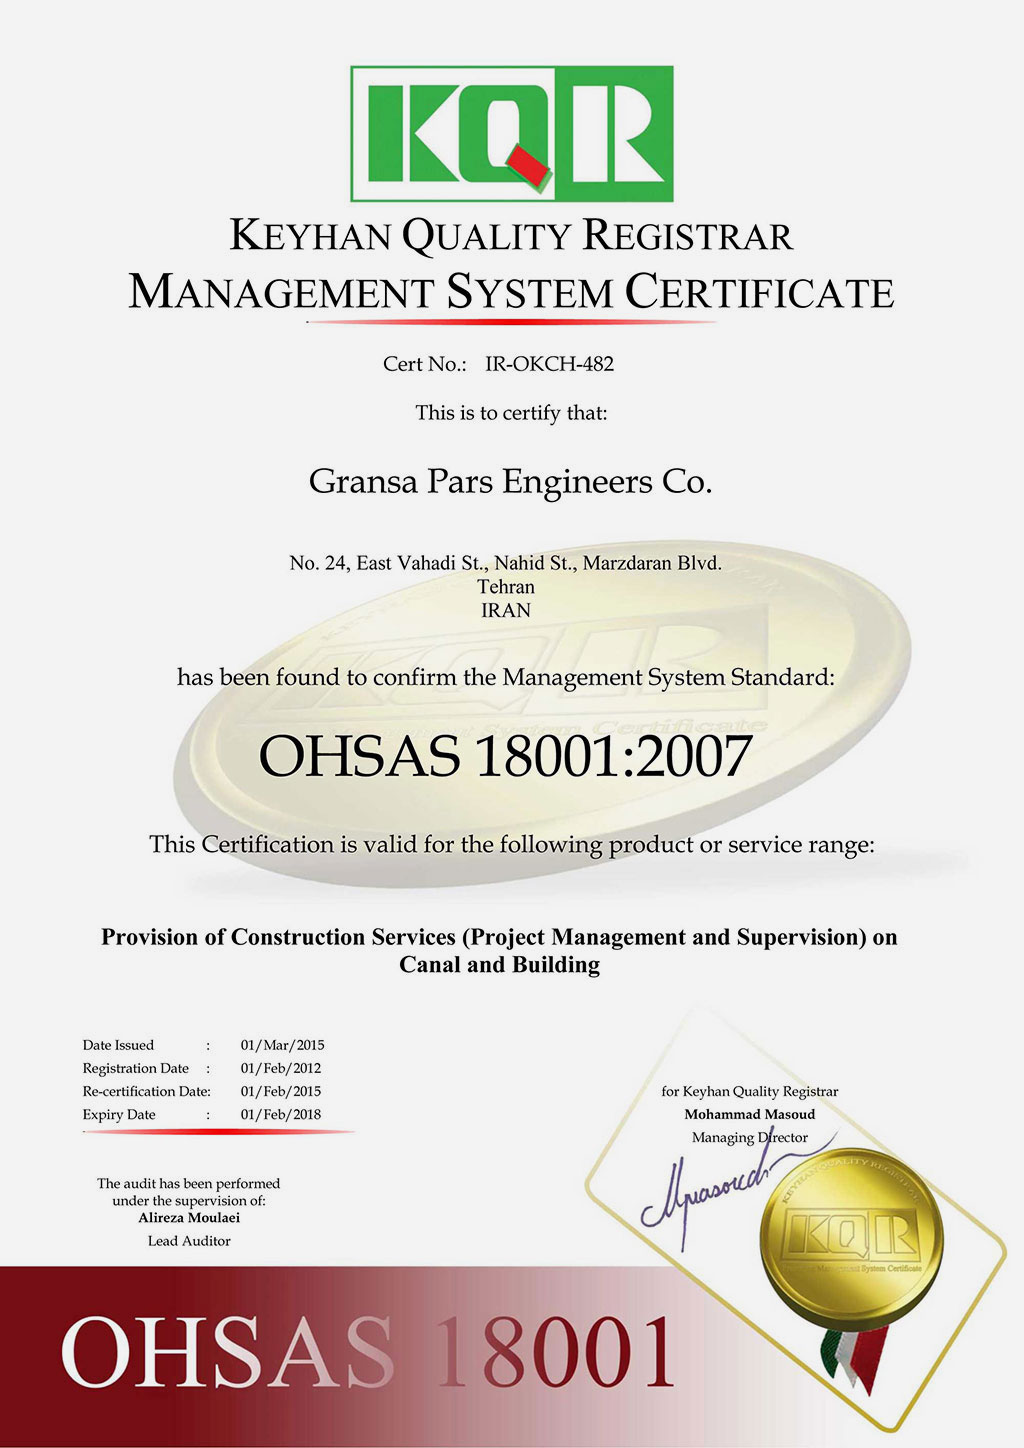 KQR
KEYHAN QUALITY REGISTRAR
MANAGEMENT SYSTEM CERTIFICATE
Cert No.: IR-OKCH-482
This is to certify that:
Gransa Pars Engineers Co.
No. 24, East Vahadi St., Nahid St., Marzdaran Blvd.
Tehran
IRAN
has been found to confirm the Management System Standard:
OHSAS 18001:2007
This Certification is valid for the following product or service range:
Provision of Construction Services (Project Management and Supervision) on
Canal and Building
Date Issued : 01/Mar/2015
Registration Date : 01/Feb/2012
Re-certification Date: 01/Feb/2015
Expiry Date : 01/Feb/2018
for Keyhan Quality Registrar
Mohammad Masoud
Managing Director
The audit has been performed
under the supervision of:
Alireza Moulaei
Lead Auditor
KEYHAN QUALITY REGISTRAR
KQR
Management System Certificate
OHSAS 18001